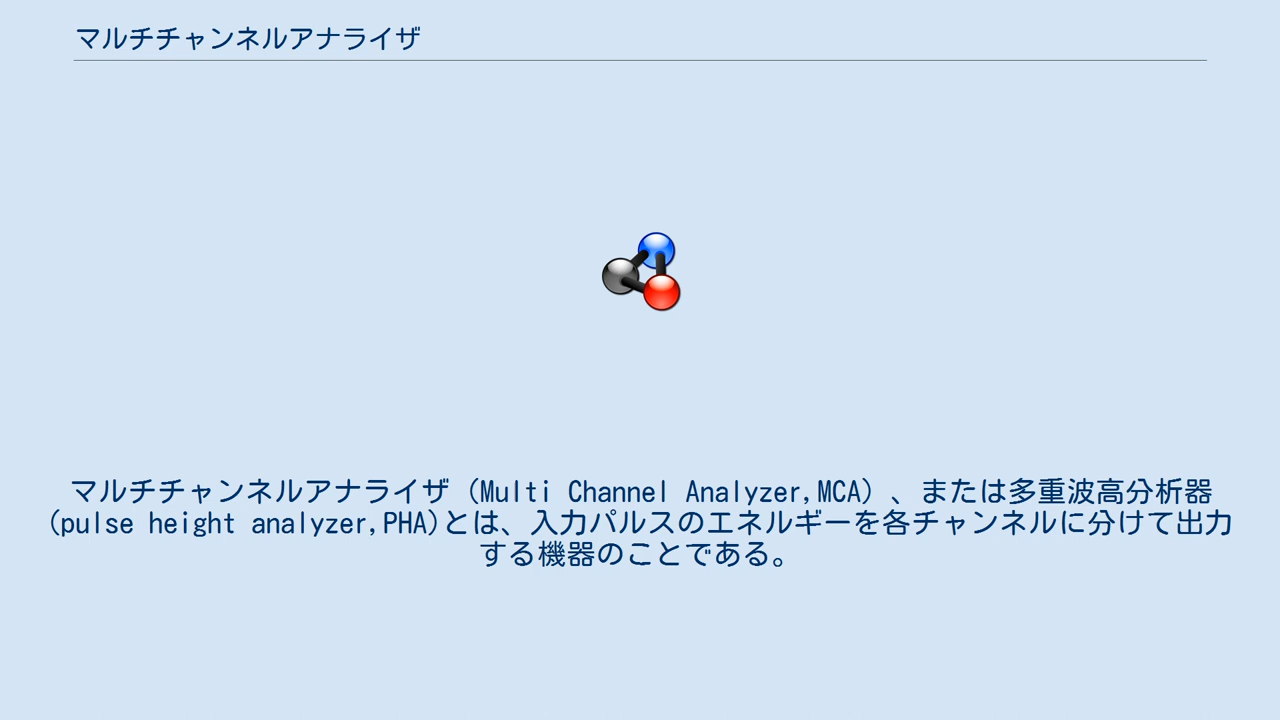 マルチチャンネルアナライザ
マルチチャンネルアナライザ（Multi Channel Analyzer,MCA）、または多重波高分析器
(pulse height analyzer,PHA)とは、入力パルスのエネルギーを各チャンネルに分けて出力
する機器のことである。